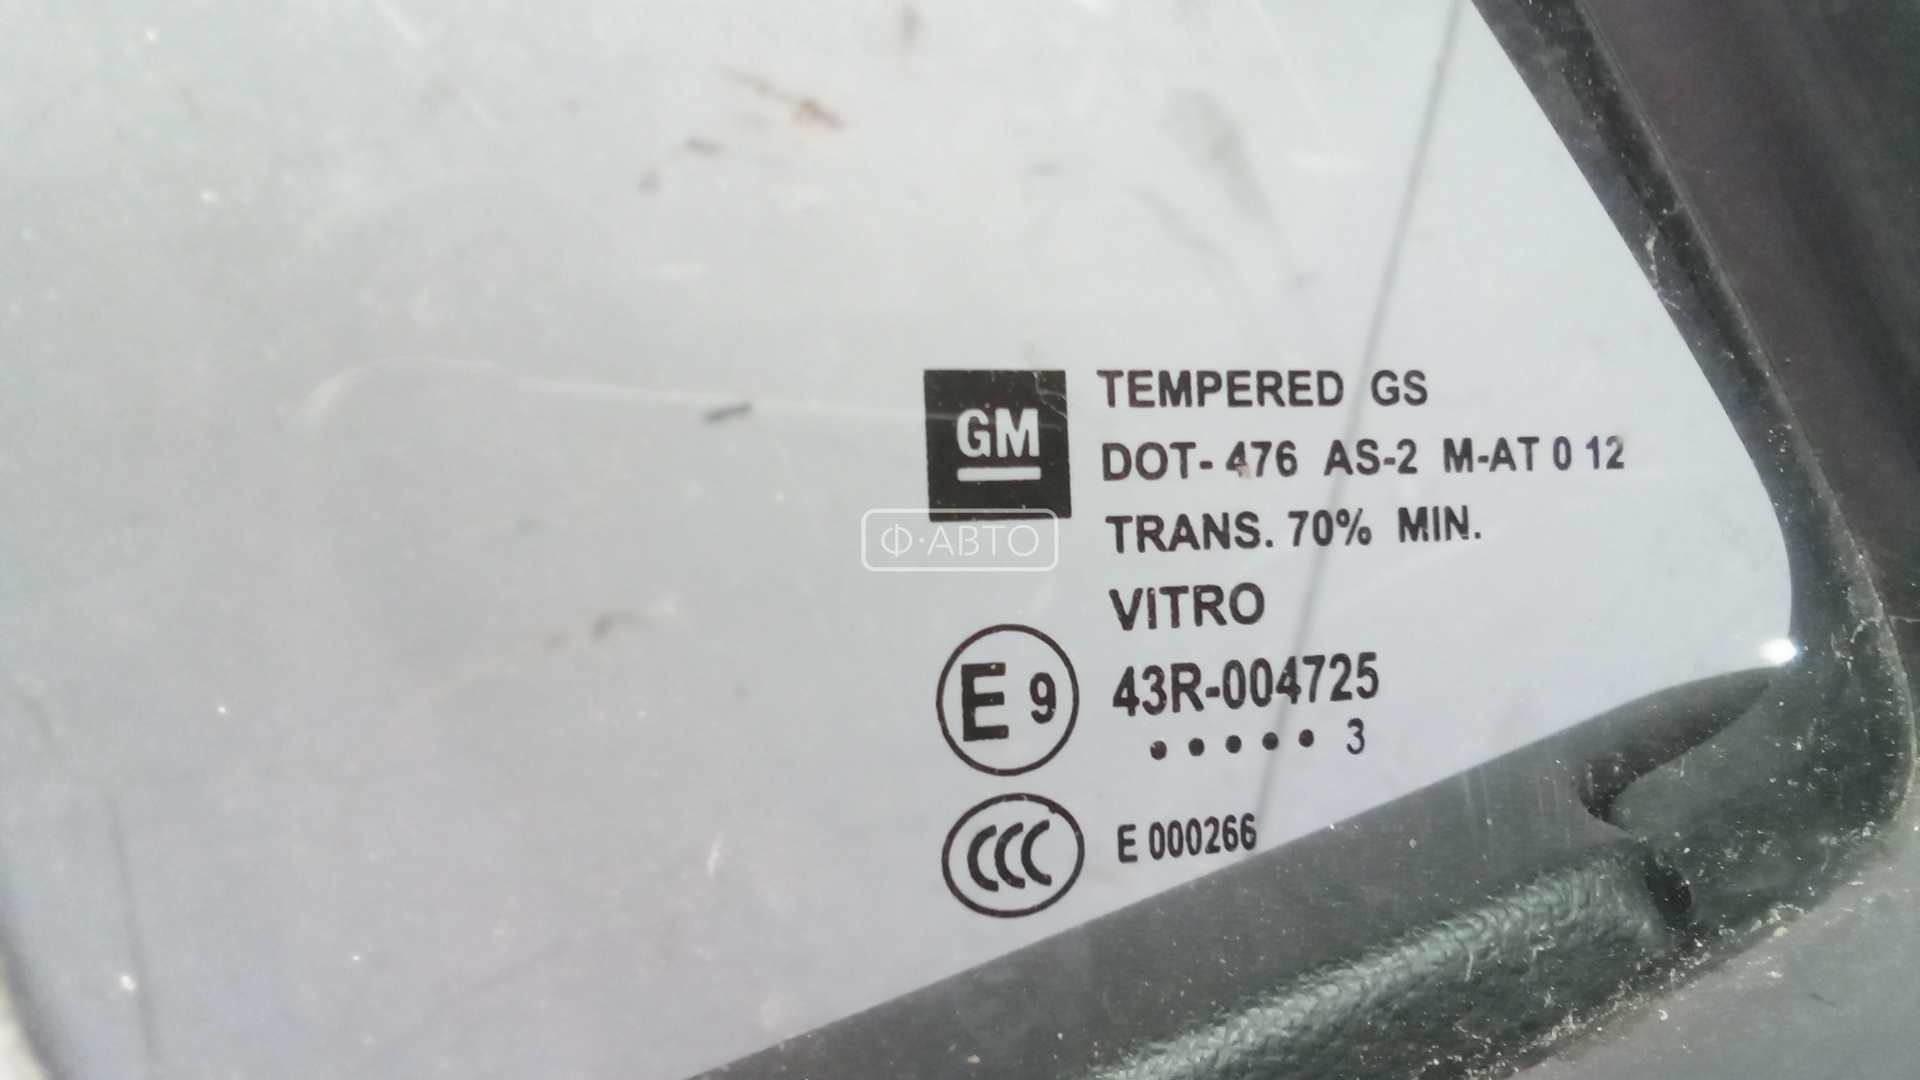 GM
TEMPERED GS
DOT-476 AS-2 M-AT 0 12
TRANS. 70% MIN.
Ф·АВТО
VITRO
E 9 43R-004725
• • • • • 3
CCC E 000266